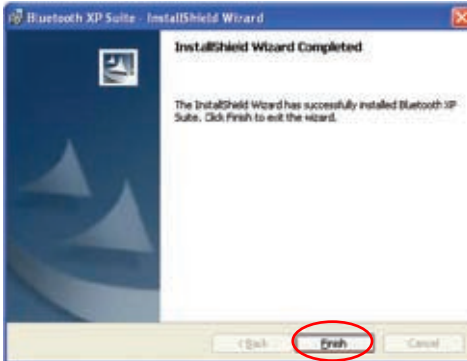 Bluetooth XP Suite - InstallShield Wizard
InstallShield Wizard Completed
The InstallShield Wizard has successfully installed Bluetooth XP
Suite. Click Finish to exit the wizard.
< Back
Finish
Cancel